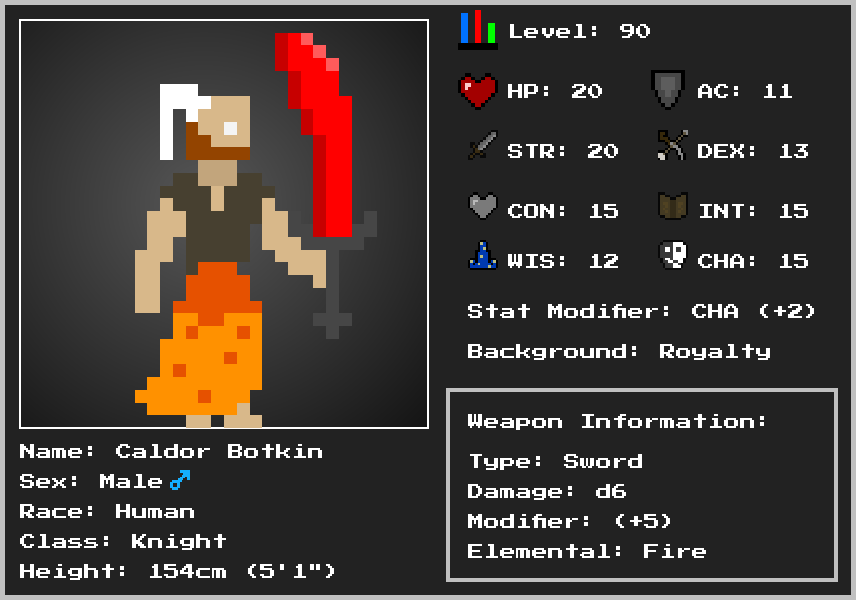 Level: 90
HP: 20
AC: 11
STR: 20
DEX: 13
CON: 15
INT: 15
WIS: 12
CHA: 15
Stat Modifier: CHA (+2)
Background: Royalty
Weapon Information:
Type: Sword
Damage: d6
Modifier: (+5)
Elemental: Fire
Name: Caldor Botkin
Sex: Male♂
Race: Human
Class: Knight
Height: 154cm (5'1")